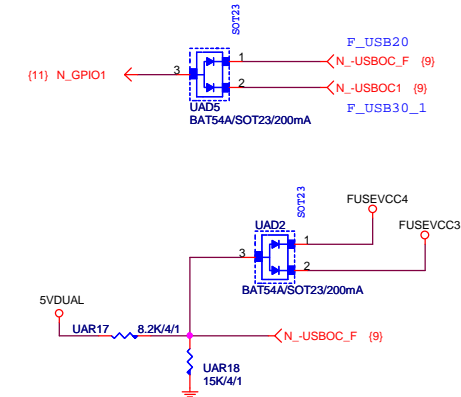 SOT23
F_USB20
{11} N_GPIO1
3
1
N_-USBOC_F {9}
2
N_-USBOC1 {9}
UAD5
F_USB30_1
BAT54A/SOT23/200mA
SOT23
FUSEVCC4
UAD2
FUSEVCC3
1
3
2
BAT54A/SOT23/200mA
5VDUAL
UAR17
8.2K/4/1
N_-USBOC_F {9}
UAR18
15K/4/1